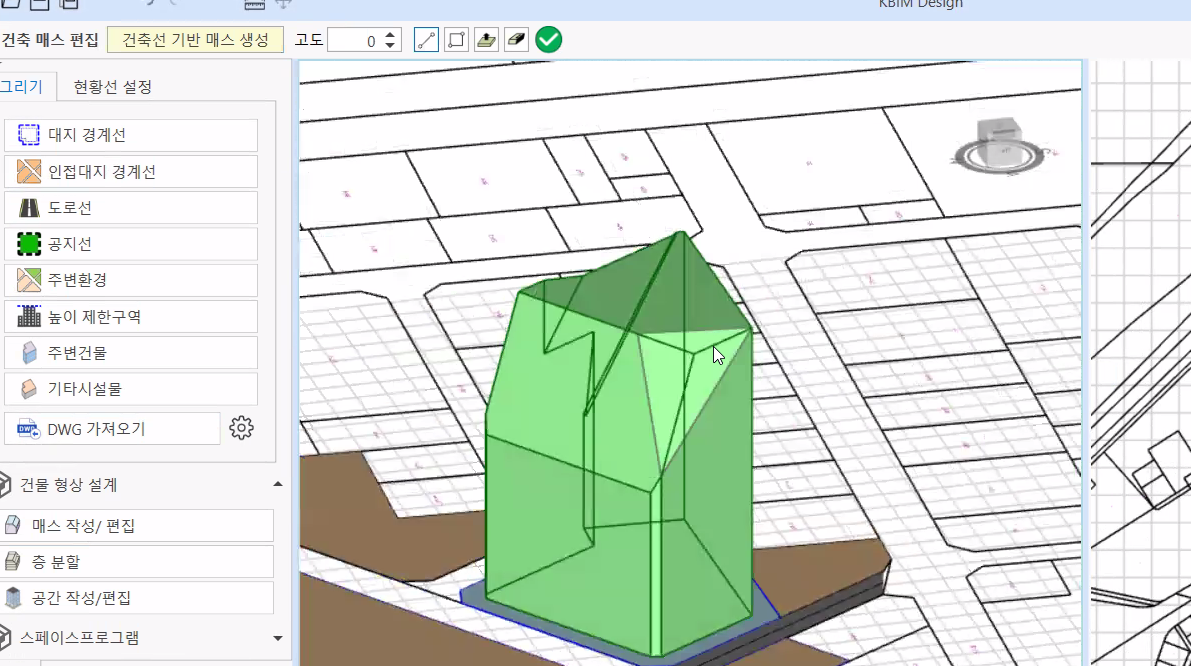 KBIM Design
건축 매스 편집 건축선 기반 매스 생성 고도 0
그리기 현황선 설정
대지 경계선
인접대지 경계선
도로선
공지선
주변환경
높이 제한구역
주변건물
기타시설물
DWG DWG 가져오기
건물 형상 설계
매스 작성/ 편집
층 분할
공간 작성/편집
스페이스프로그램